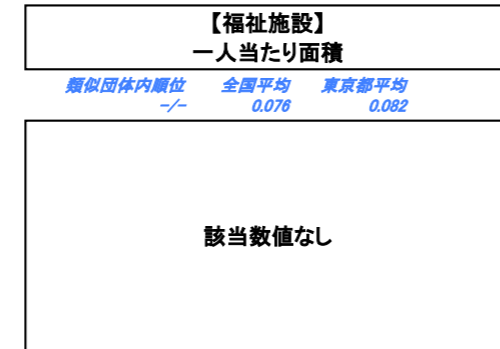 【福祉施設】
一人当たり面積
類似団体内順位 全国平均 東京都平均
-/- 0.076 0.082
該当数値なし